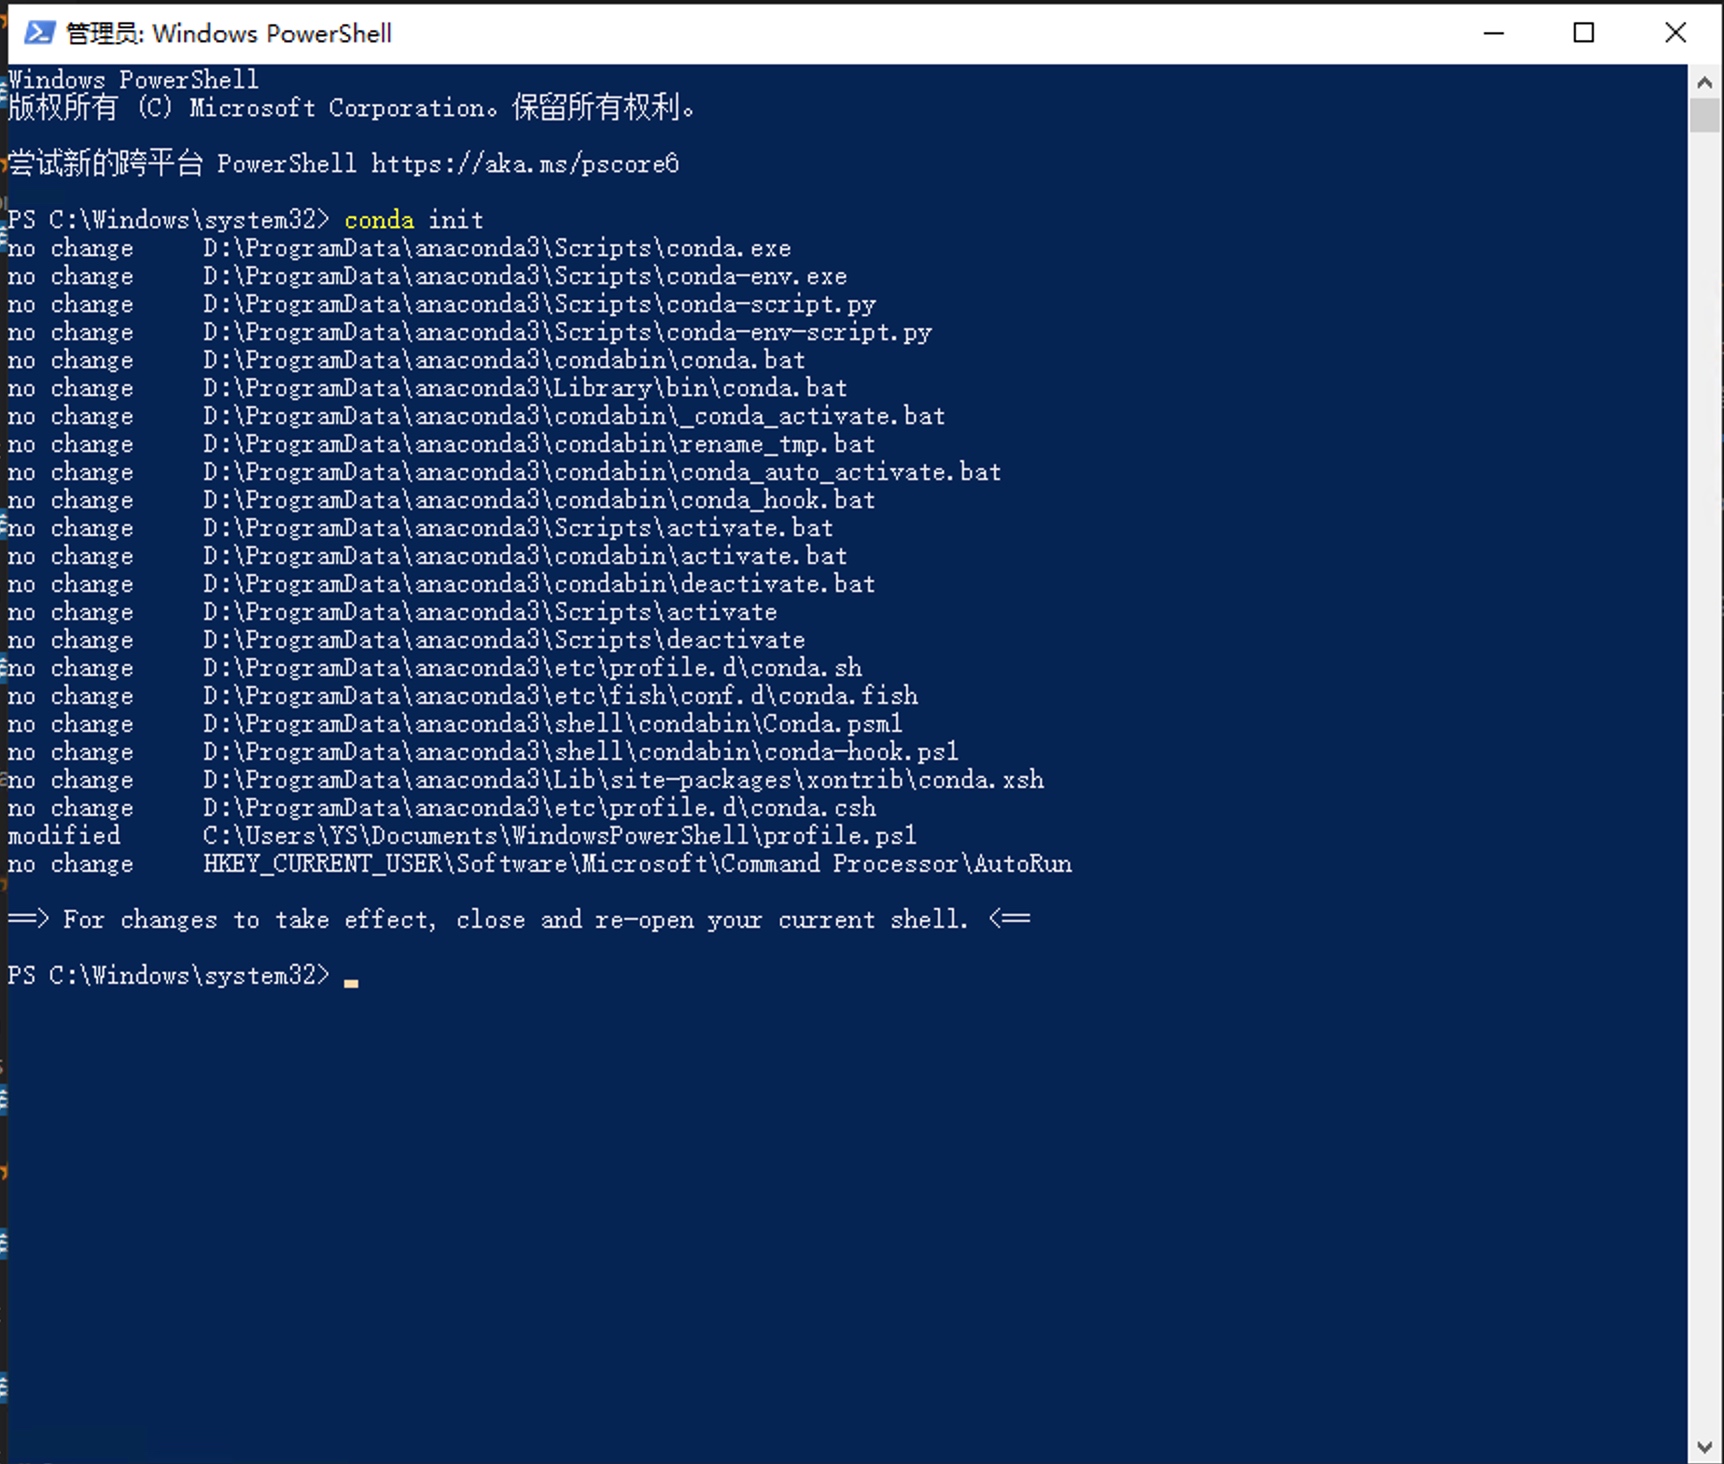 管理员: Windows PowerShell
Windows PowerShell
版权所有 (C) Microsoft Corporation。保留所有权利。
尝试新的跨平台 PowerShell https://aka.ms/pscore6
PS C:\Windows\system32> conda init
no change     D:\ProgramData\anaconda3\Scripts\conda.exe
no change     D:\ProgramData\anaconda3\Scripts\conda-env.exe
no change     D:\ProgramData\anaconda3\Scripts\conda-script.py
no change     D:\ProgramData\anaconda3\Scripts\conda-env-script.py
no change     D:\ProgramData\anaconda3\condabin\conda.bat
no change     D:\ProgramData\anaconda3\Library\bin\conda.bat
no change     D:\ProgramData\anaconda3\condabin\_conda_activate.bat
no change     D:\ProgramData\anaconda3\condabin\rename_tmp.bat
no change     D:\ProgramData\anaconda3\condabin\conda_auto_activate.bat
no change     D:\ProgramData\anaconda3\condabin\conda_hook.bat
no change     D:\ProgramData\anaconda3\Scripts\activate.bat
no change     D:\ProgramData\anaconda3\condabin\activate.bat
no change     D:\ProgramData\anaconda3\condabin\deactivate.bat
no change     D:\ProgramData\anaconda3\Scripts\activate
no change     D:\ProgramData\anaconda3\Scripts\deactivate
no change     D:\ProgramData\anaconda3\etc\profile.d\conda.sh
no change     D:\ProgramData\anaconda3\etc\fish\conf.d\conda.fish
no change     D:\ProgramData\anaconda3\shell\condabin\Conda.psm1
no change     D:\ProgramData\anaconda3\shell\condabin\conda-hook.ps1
no change     D:\ProgramData\anaconda3\Lib\site-packages\xontrib\conda.xsh
no change     D:\ProgramData\anaconda3\etc\profile.d\conda.csh
modified      C:\Users\YS\Documents\WindowsPowerShell\profile.ps1
no change     HKEY_CURRENT_USER\Software\Microsoft\Command Processor\AutoRun
==> For changes to take effect, close and re-open your current shell. <==
PS C:\Windows\system32>